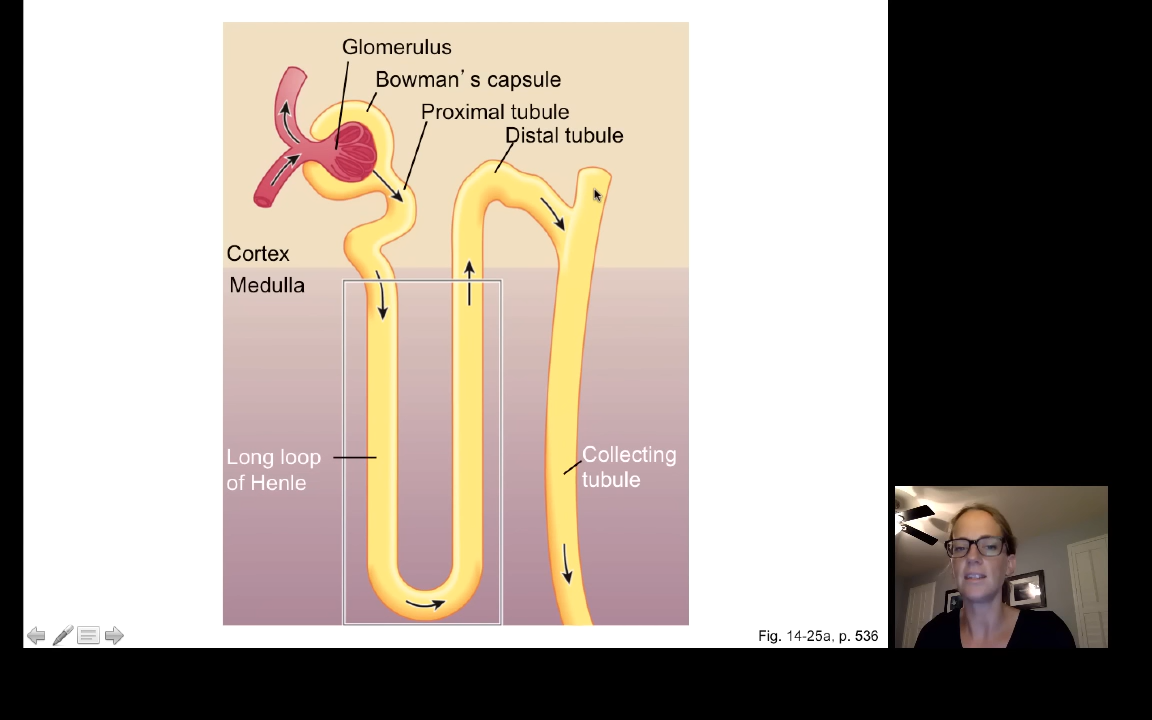 Glomerulus
Bowman's capsule
Proximal tubule
Distal tubule
Cortex
Medulla
Long loop
of Henle
Collecting
tubule
Fig. 14-25a, p. 536